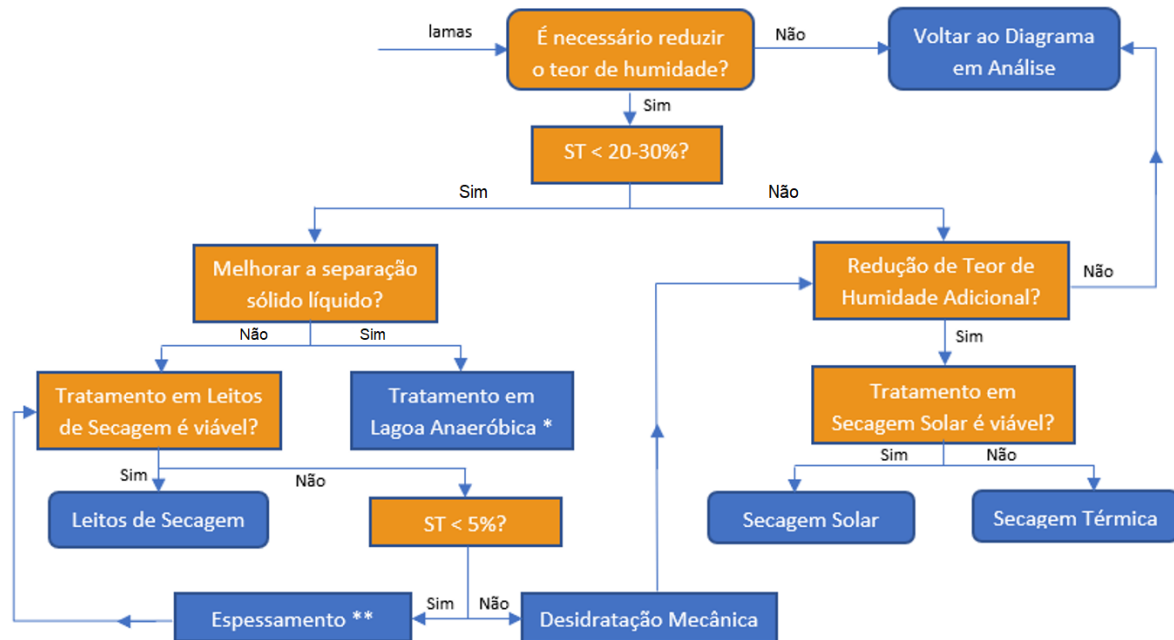 lamas
É necessário reduzir
o teor de humidade?
Não
Voltar ao Diagrama
em Análise
Sim
ST < 20-30%?
Sim
Não
Melhorar a separação
sólido líquido?
Redução de Teor de
Humidade Adicional?
Não
Não
Sim
Sim
Tratamento em Leitos
de Secagem é viável?
Tratamento em
Lagoa Anaeróbica *
Tratamento em
Secagem Solar é viável?
Sim
Não
Sim
Não
Leitos de Secagem
ST < 5%?
Secagem Solar
Secagem Térmica
Espessamento **
Sim
Não
Desidratação Mecânica